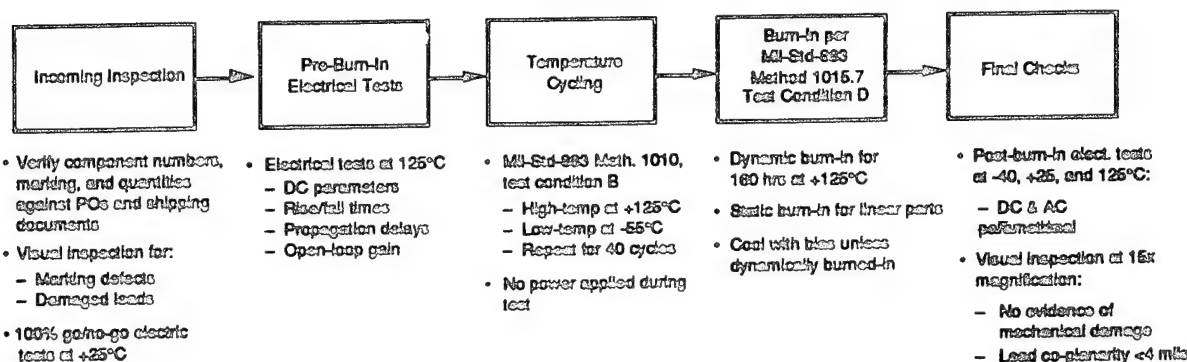 Incoming Inspection
Pre-Burn-In
Electrical Tests
Temperature
Cycling
Burn-In per
Mil-Std-883
Method 1015.7
Test Condition D
Final Checks
• Verify component numbers,
marking, and quantities
against POs and shipping
documents
• Visual inspection for:
– Marking defects
– Damaged leads
• 100% go/no-go electric
tests at +25°C
• Electrical tests at 125°C
– DC parameters
– Rise/fall times
– Propagation delays
– Open-loop gain
• Mil-Std-883 Meth. 1010,
test condition B
– High-temp at +125°C
– Low-temp at -55°C
– Repeat for 40 cycles
• No power applied during
test
• Dynamic burn-in for
160 hrs at +125°C
• Static burn-in for linear parts
• Cool with bias unless
dynamically burned-in
• Post-burn-in elect. tests
at -40, +25, and 125°C:
– DC & AC
• Visual inspection at 15x
magnification:
– No evidence of
mechanical damage
– Lead co-planarity <4 mils